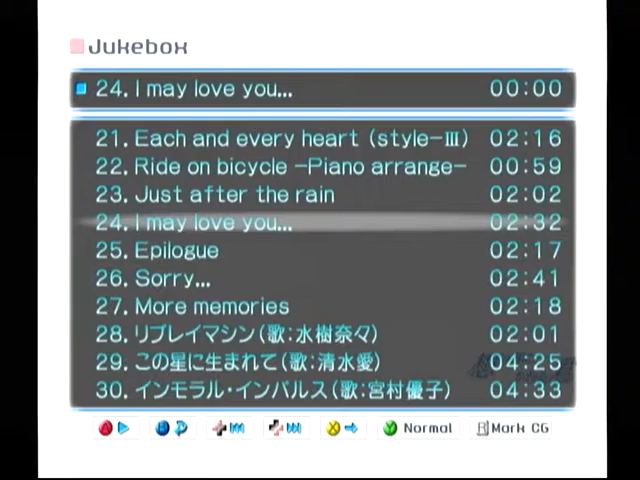 Jukebox
24. I may love you... 00:00
21. Each and every heart (style-Ⅲ) 02:16
22. Ride on bicycle -Piano arrange- 00:59
23. Just after the rain 02:02
24. I may love you... 02:32
25. Epilogue 02:17
26. Sorry... 02:41
27. More memories 02:18
28. リプレイマシン(歌:水樹奈々) 02:01
29. この星に生まれて(歌:清水愛) 04:25
30. インモラル・インパルス(歌:宮村優子) 04:33
A B X Y Normal R Mark CG